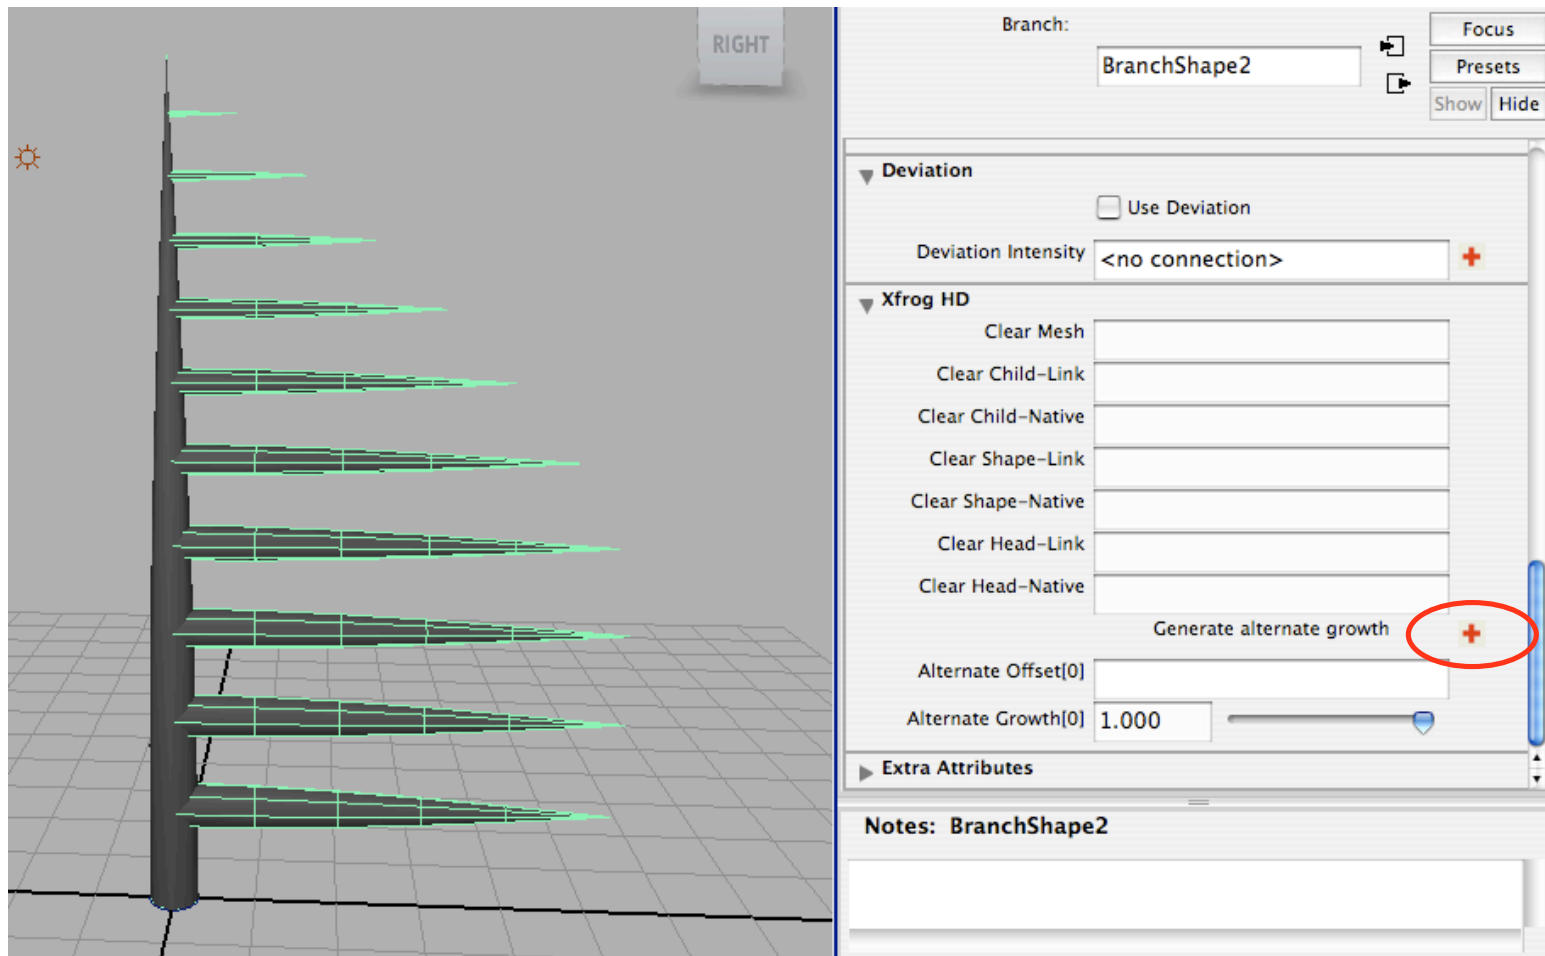 RIGHT
Branch:
BranchShape2
Focus
Presets
Show Hide
Deviation
Use Deviation
Deviation Intensity <no connection>
Xfrog HD
Clear Mesh
Clear Child-Link
Clear Child-Native
Clear Shape-Link
Clear Shape-Native
Clear Head-Link
Clear Head-Native
Generate alternate growth
Alternate Offset[0]
Alternate Growth[0] 1.000
Extra Attributes
Notes: BranchShape2